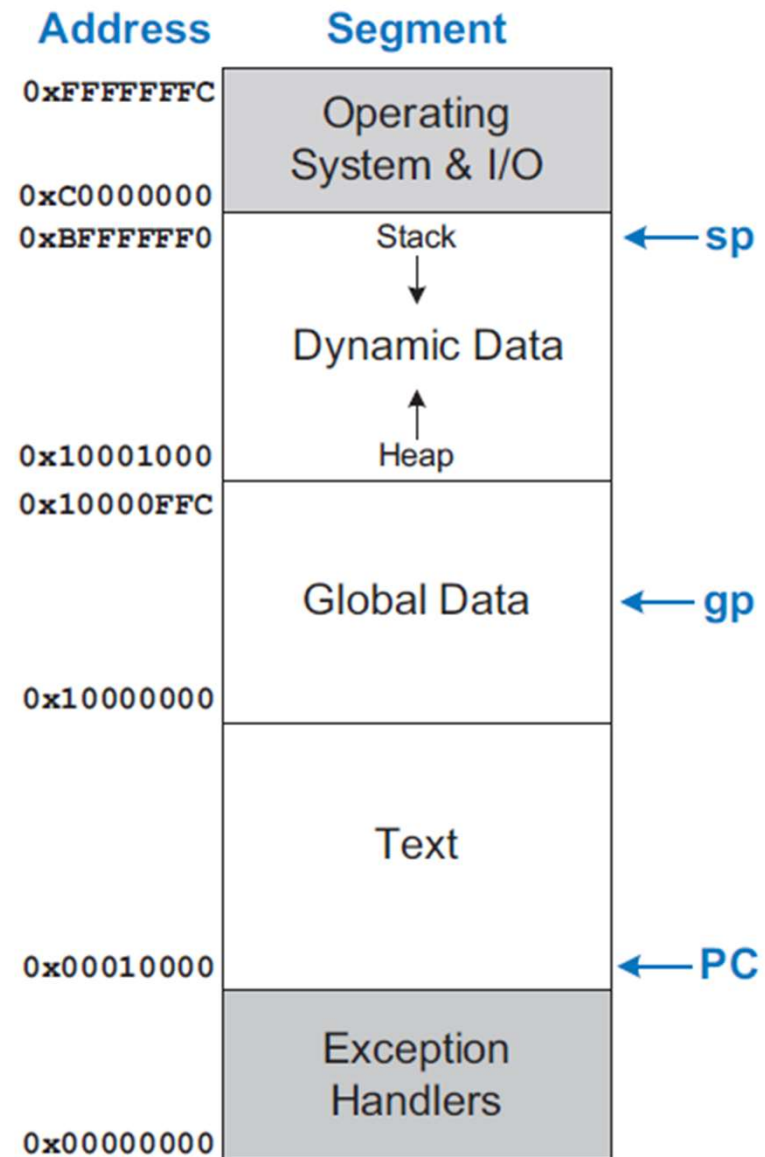 Address Segment
0xFFFFFFFC
Operating
System & I/O
0xC0000000
0xBFFFFFF0 Stack sp
Dynamic Data
0x10001000 Heap
0x10000FFC
Global Data gp
0x10000000
Text
0x00010000 PC
Exception
Handlers
0x00000000